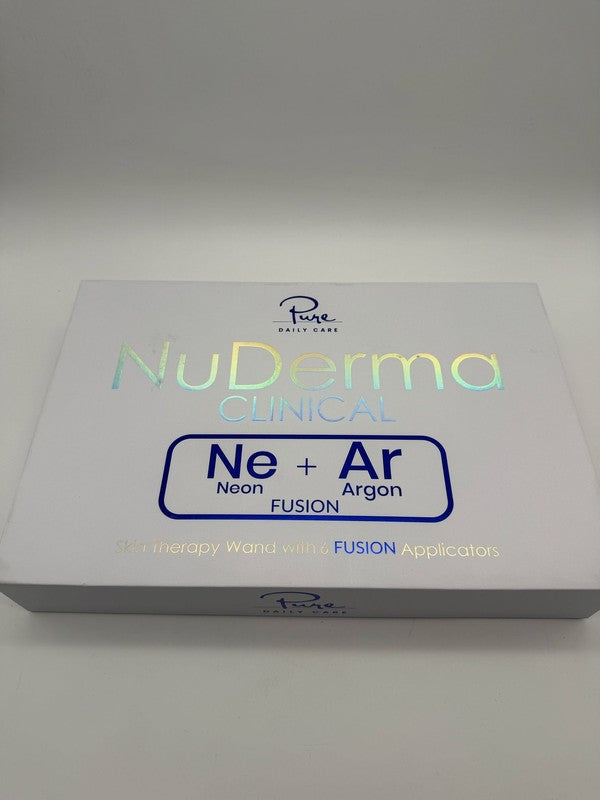 Pure
DAILY CARE
NuDerma
CLINICAL
Ne + Ar
Neon Argon
FUSION
Skin Therapy Wand with 6 FUSION Applicators
Pure
DAILY CARE